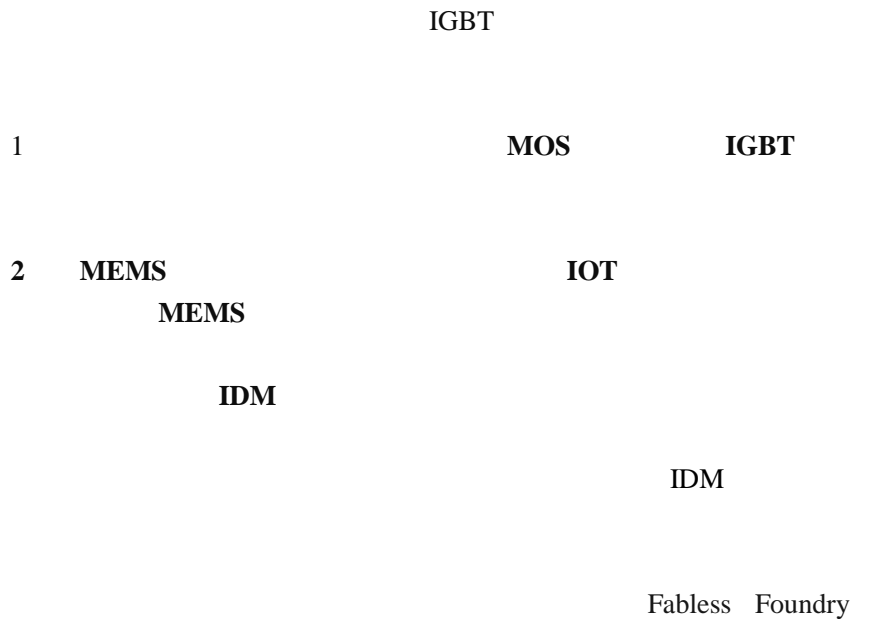 IGBT
1 MOS IGBT
2 MEMS IOT
MEMS
IDM
IDM
Fabless Foundry